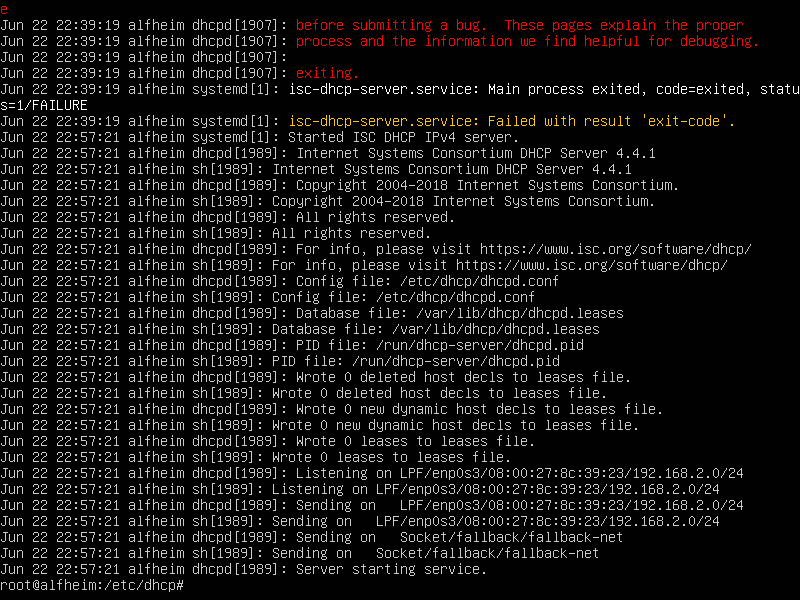 e
Jun 22 22:39:19 alfheim dhcpd[1907]: before submitting a bug.  These pages explain the proper
Jun 22 22:39:19 alfheim dhcpd[1907]: process and the information we find helpful for debugging.
Jun 22 22:39:19 alfheim dhcpd[1907]:
Jun 22 22:39:19 alfheim dhcpd[1907]: exiting.
Jun 22 22:39:19 alfheim systemd[1]: isc-dhcp-server.service: Main process exited, code=exited, statu
s=1/FAILURE
Jun 22 22:39:19 alfheim systemd[1]: isc-dhcp-server.service: Failed with result 'exit-code'.
Jun 22 22:57:21 alfheim systemd[1]: Started ISC DHCP IPv4 server.
Jun 22 22:57:21 alfheim dhcpd[1989]: Internet Systems Consortium DHCP Server 4.4.1
Jun 22 22:57:21 alfheim sh[1989]: Internet Systems Consortium DHCP Server 4.4.1
Jun 22 22:57:21 alfheim dhcpd[1989]: Copyright 2004-2018 Internet Systems Consortium.
Jun 22 22:57:21 alfheim sh[1989]: Copyright 2004-2018 Internet Systems Consortium.
Jun 22 22:57:21 alfheim dhcpd[1989]: All rights reserved.
Jun 22 22:57:21 alfheim sh[1989]: All rights reserved.
Jun 22 22:57:21 alfheim dhcpd[1989]: For info, please visit https://www.isc.org/software/dhcp/
Jun 22 22:57:21 alfheim sh[1989]: For info, please visit https://www.isc.org/software/dhcp/
Jun 22 22:57:21 alfheim dhcpd[1989]: Config file: /etc/dhcp/dhcpd.conf
Jun 22 22:57:21 alfheim sh[1989]: Config file: /etc/dhcp/dhcpd.conf
Jun 22 22:57:21 alfheim dhcpd[1989]: Database file: /var/lib/dhcp/dhcpd.leases
Jun 22 22:57:21 alfheim sh[1989]: Database file: /var/lib/dhcp/dhcpd.leases
Jun 22 22:57:21 alfheim dhcpd[1989]: PID file: /run/dhcp-server/dhcpd.pid
Jun 22 22:57:21 alfheim sh[1989]: PID file: /run/dhcp-server/dhcpd.pid
Jun 22 22:57:21 alfheim dhcpd[1989]: Wrote 0 deleted host decls to leases file.
Jun 22 22:57:21 alfheim sh[1989]: Wrote 0 deleted host decls to leases file.
Jun 22 22:57:21 alfheim dhcpd[1989]: Wrote 0 new dynamic host decls to leases file.
Jun 22 22:57:21 alfheim sh[1989]: Wrote 0 new dynamic host decls to leases file.
Jun 22 22:57:21 alfheim dhcpd[1989]: Wrote 0 leases to leases file.
Jun 22 22:57:21 alfheim sh[1989]: Wrote 0 leases to leases file.
Jun 22 22:57:21 alfheim dhcpd[1989]: Listening on LPF/enp0s3/08:00:27:8c:39:23/192.168.2.0/24
Jun 22 22:57:21 alfheim sh[1989]: Listening on LPF/enp0s3/08:00:27:8c:39:23/192.168.2.0/24
Jun 22 22:57:21 alfheim dhcpd[1989]: Sending on   LPF/enp0s3/08:00:27:8c:39:23/192.168.2.0/24
Jun 22 22:57:21 alfheim sh[1989]: Sending on   LPF/enp0s3/08:00:27:8c:39:23/192.168.2.0/24
Jun 22 22:57:21 alfheim dhcpd[1989]: Sending on   Socket/fallback/fallback-net
Jun 22 22:57:21 alfheim sh[1989]: Sending on   Socket/fallback/fallback-net
Jun 22 22:57:21 alfheim dhcpd[1989]: Server starting service.
root@alfheim:/etc/dhcp#